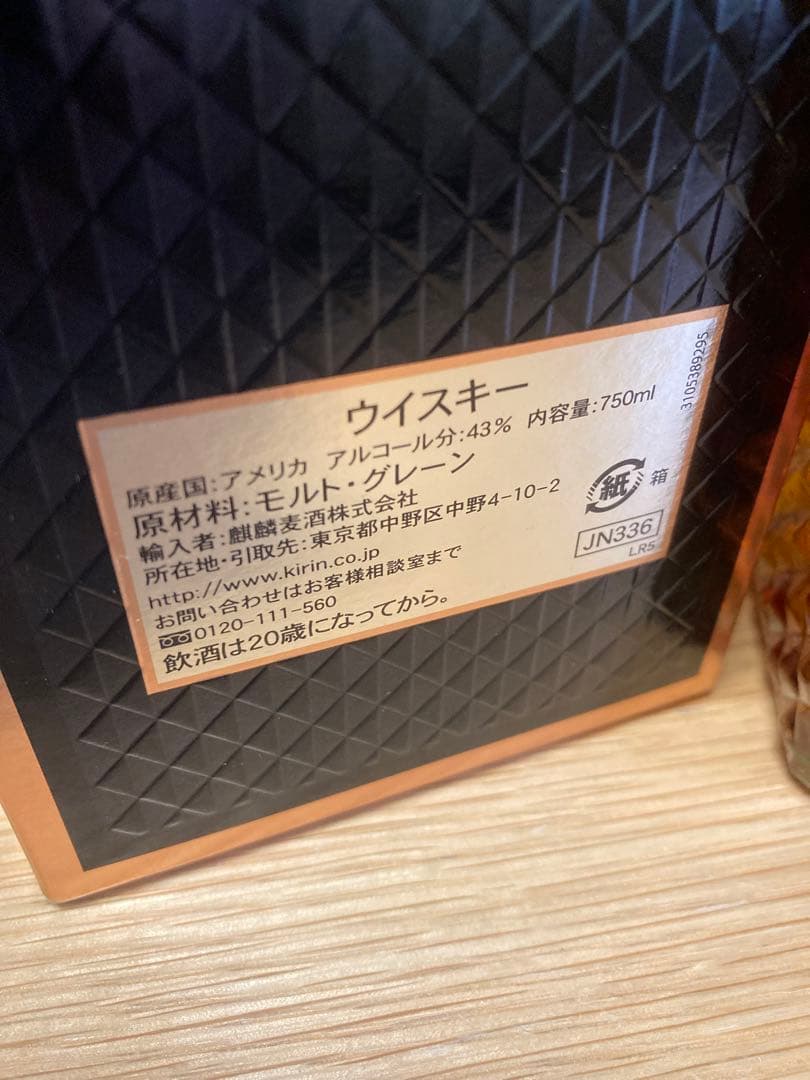 ウイスキー
原産国:アメリカ アルコール分:43% 内容量:750ml
原材料:モルト・グレーン
輸入者:麒麟麦酒株式会社
所在地・引取先:東京都中野区中野4-10-2
http://www.kirin.co.jp
お問い合わせはお客様相談室まで
0120-111-560
飲酒は20歳になってから。
紙 箱
JN336
LR5
3105389295